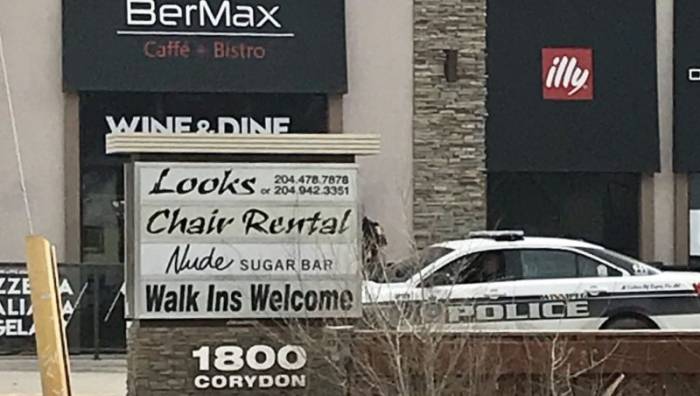 BerMax
Caffé + Bistro
WINE & DINE
illy
Looks 204.478.7878
or 204.942.3351
Chair Rental
Nude SUGAR BAR
Walk Ins Welcome
1800
CORYDON
POLICE